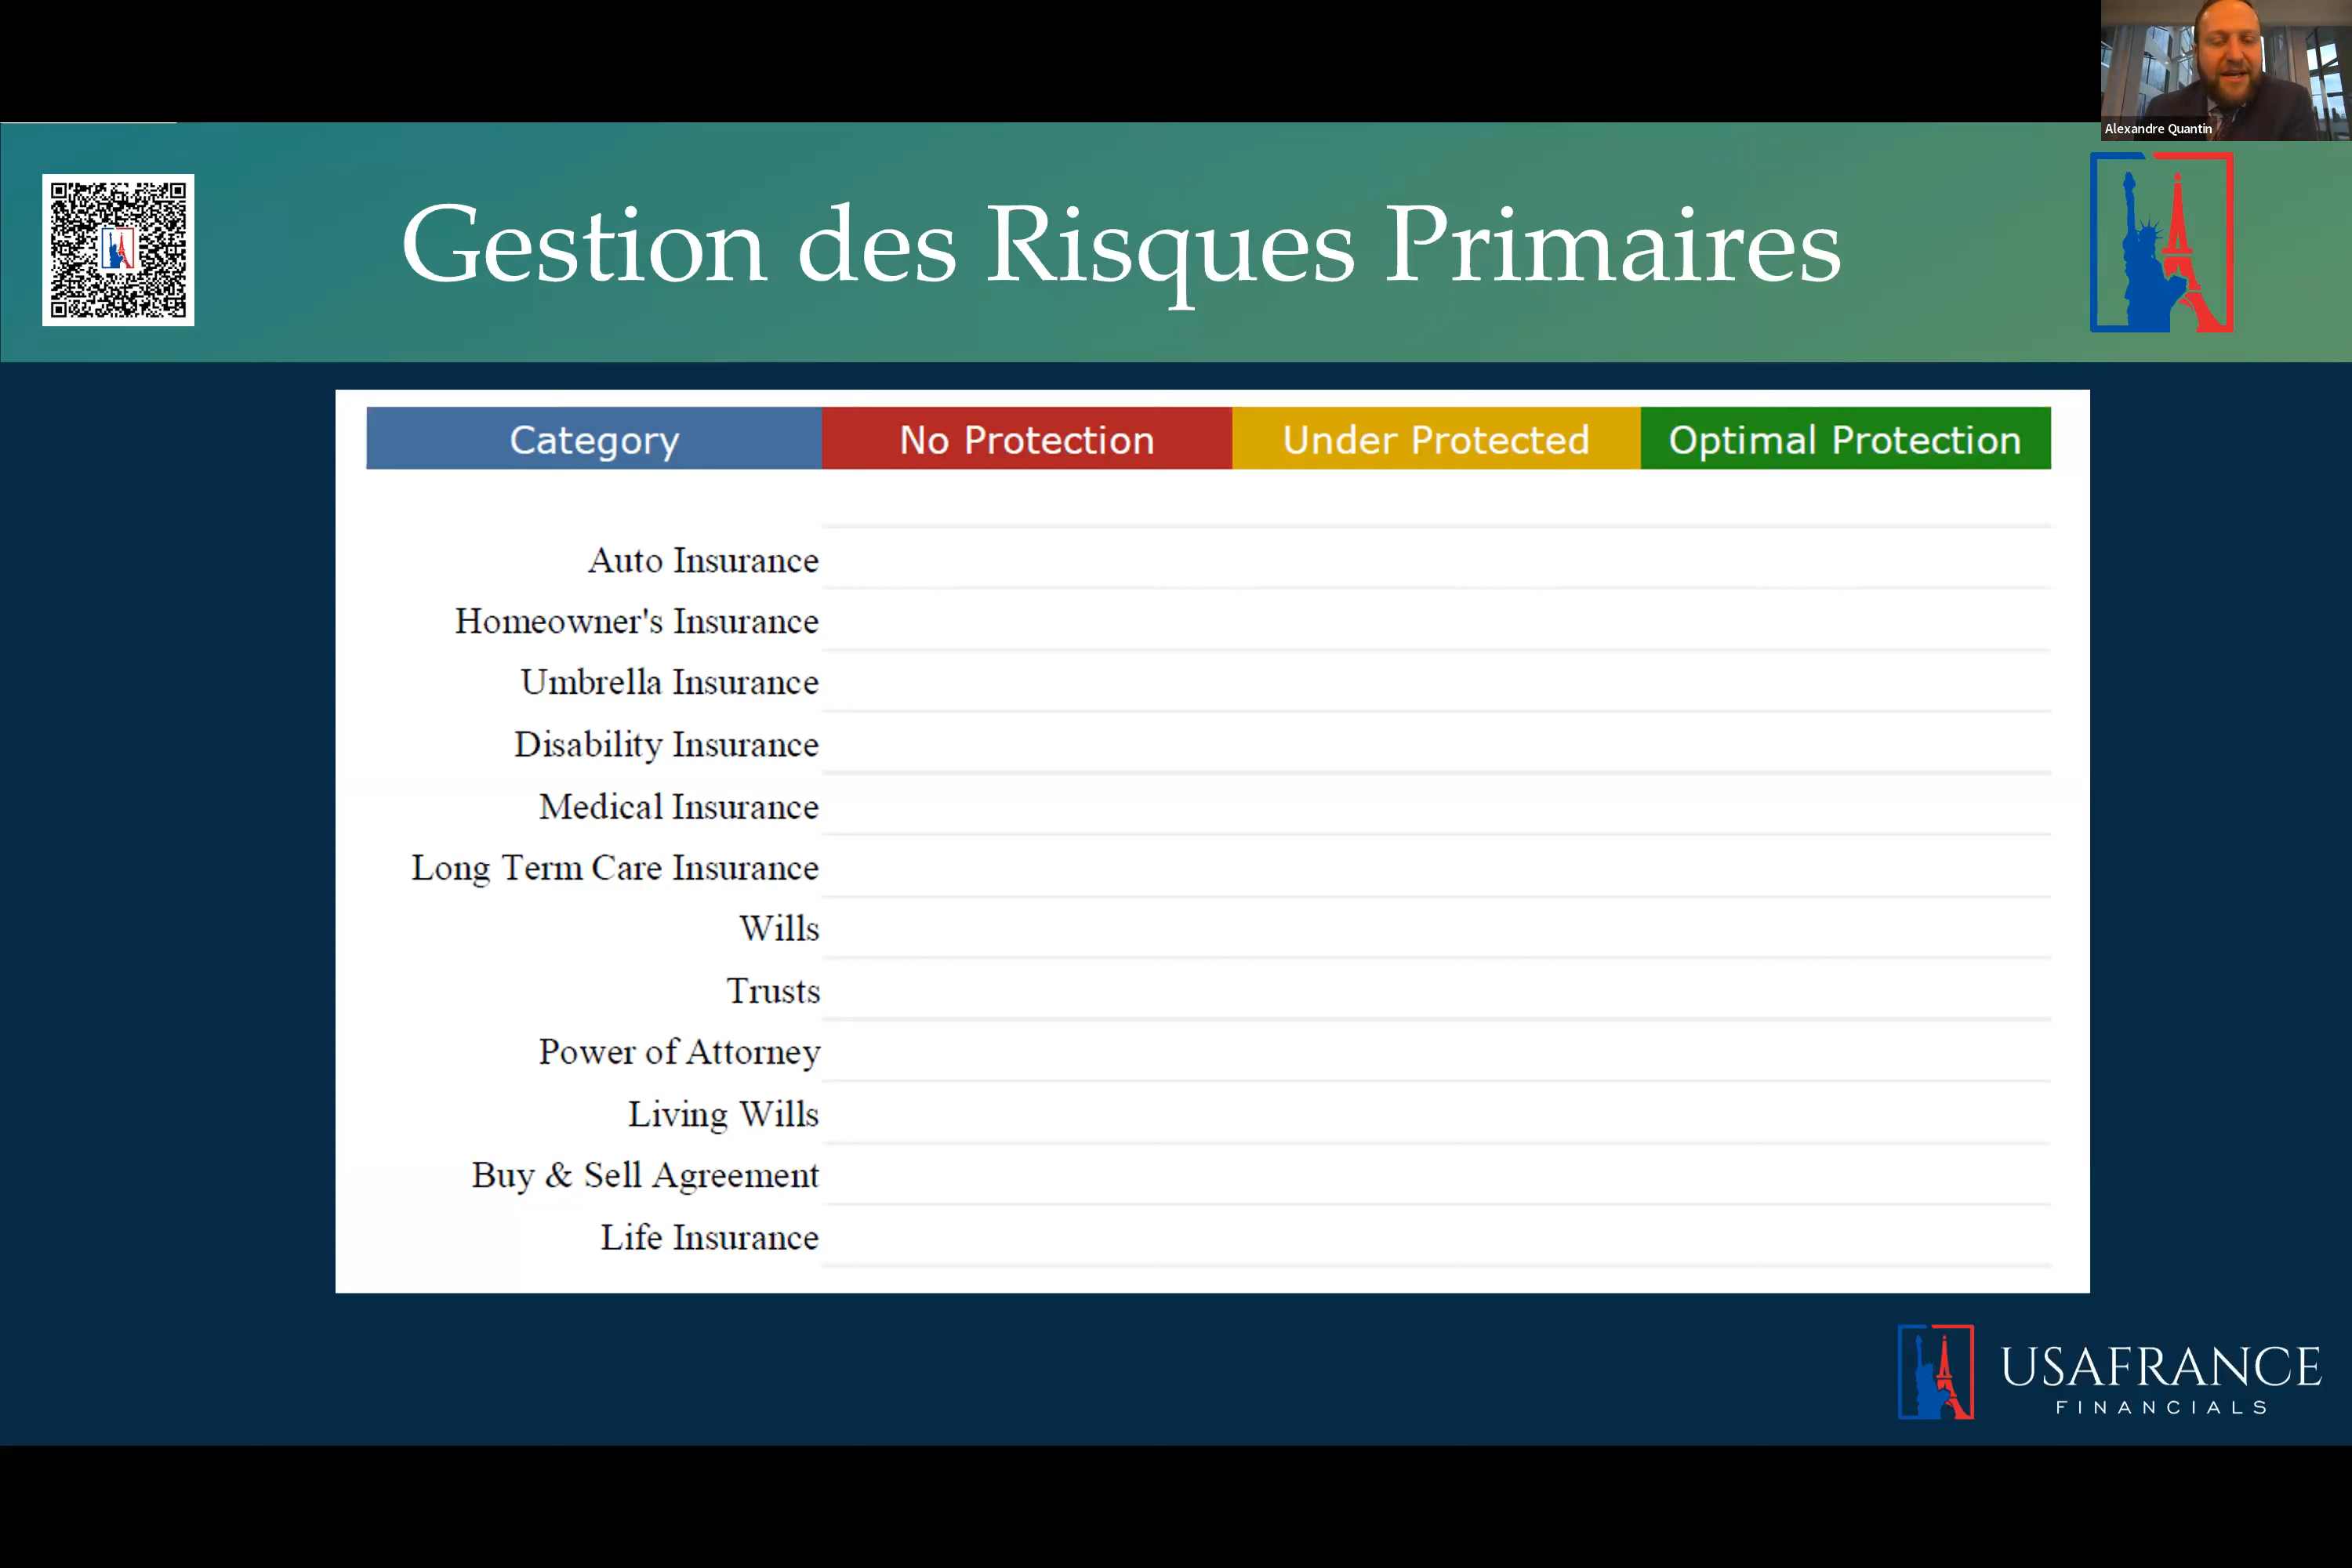 Alexandre Quantin
Gestion des Risques Primaires
Category No Protection Under Protected Optimal Protection
Auto Insurance
Homeowner's Insurance
Umbrella Insurance
Disability Insurance
Medical Insurance
Long Term Care Insurance
Wills
Trusts
Power of Attorney
Living Wills
Buy & Sell Agreement
Life Insurance
USAFRANCE
FINANCIALS